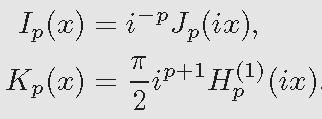 I_p(x) = i^{-p} J_p(ix),
K_p(x) = \frac{\pi}{2} i^{p+1} H_p^{(1)}(ix).